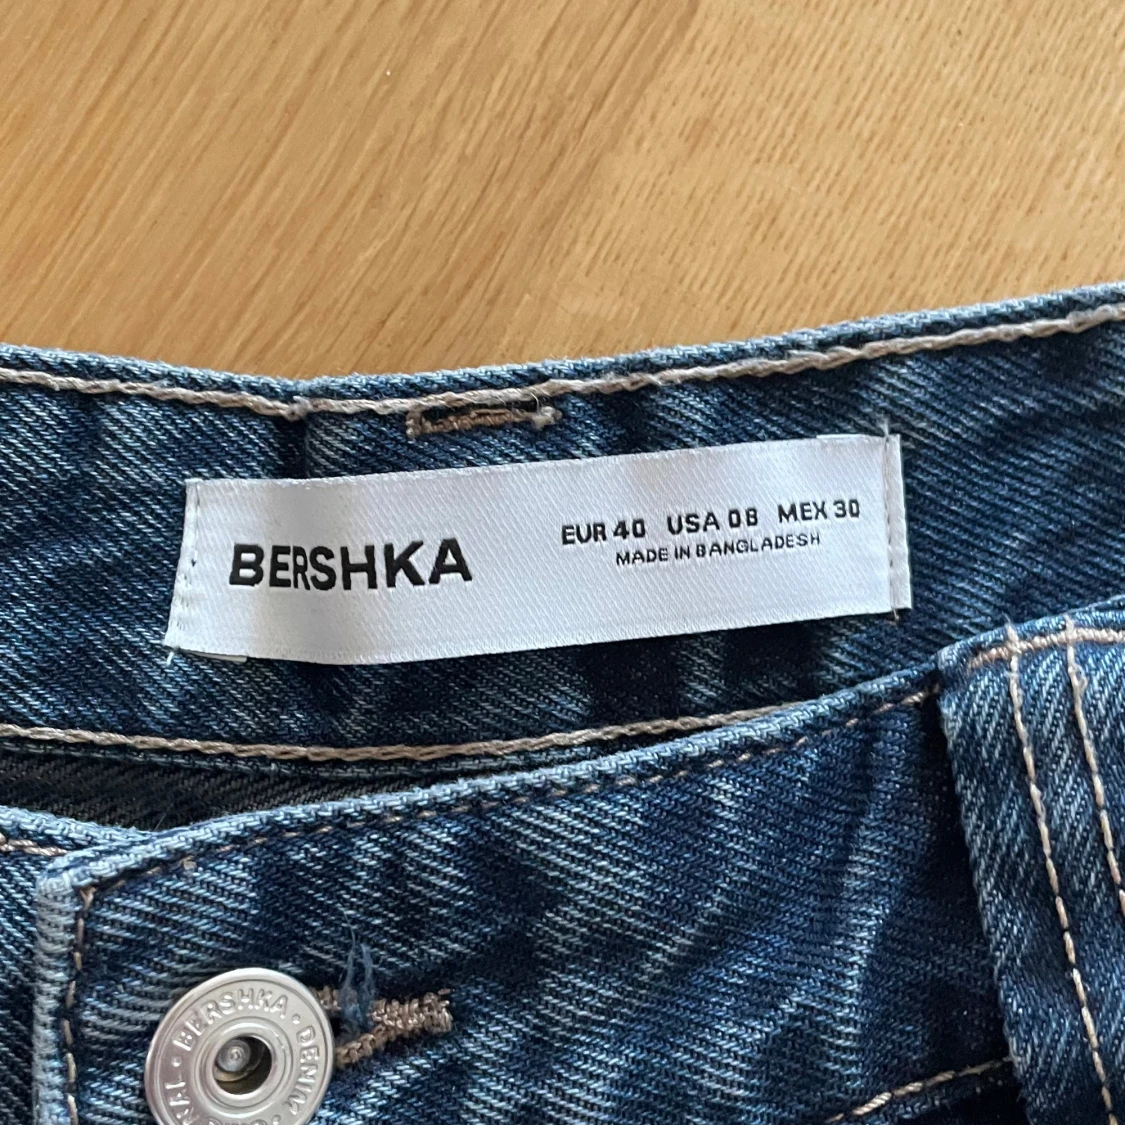 BERSHKA
EUR 40 USA 08 MEX 30
MADE IN BANGLADESH
BERSHKA • DENIM